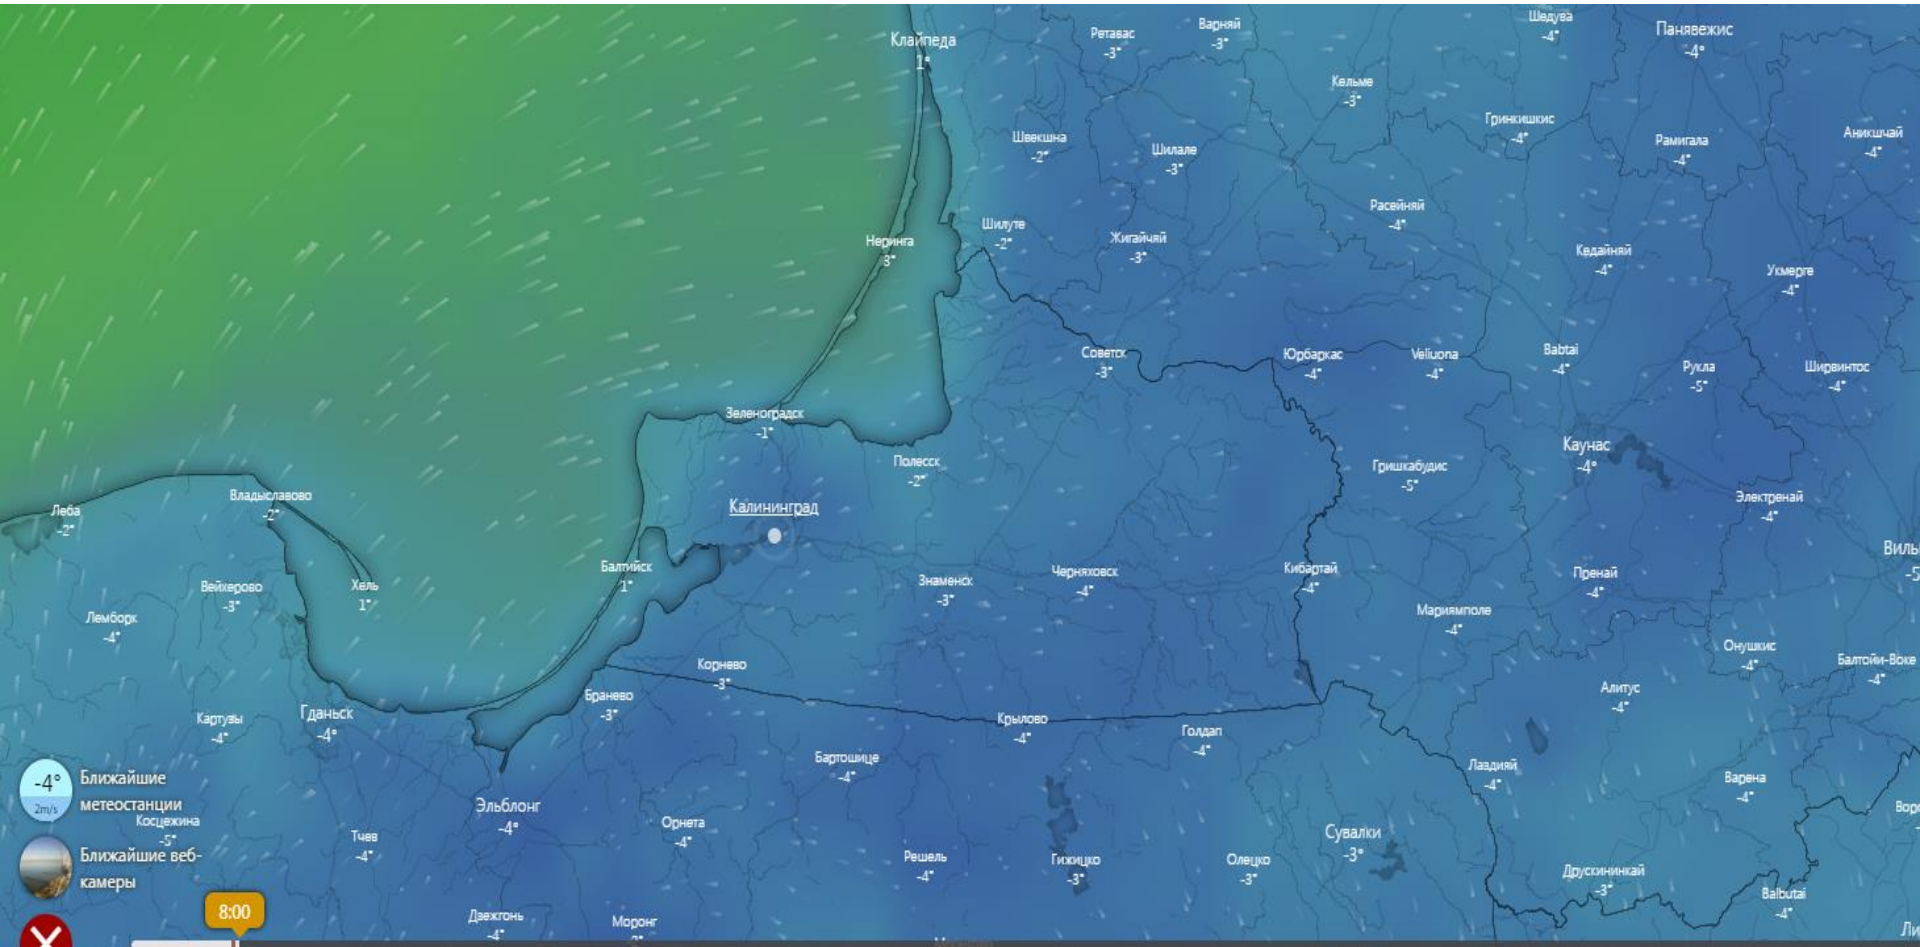 Клайпеда
1°
Ретавас
-3°
Варняй
-3°
Шедува
-4°
Панявежис
-4°
Кельме
-3°
Гринкишкис
-4°
Швекшна
-2°
Шилале
-3°
Рамигала
-4°
Аникшчай
-4°
Расейняй
-4°
Неринга
3°
Шилуте
-2°
Жигайчяй
-3°
Кедайняй
-4°
Укмерге
-4°
Советск
-3°
Юрбаркас
-4°
Veliuona
-4°
Babtai
-4°
Рукла
-5°
Ширвинтос
-4°
Зеленоградск
-1°
Полесск
-2°
Каунас
-4°
Гришкабудис
-5°
Леба
-2°
Владыславово
-2°
Калининград
Электренай
-4°
Виль
-5
Вейхерово
-3°
Хель
1°
Балтийск
1°
Знаменск
-3°
Черняховск
-4°
Кибартай
-4°
Пренай
-4°
Лемборк
-4°
Мариямполе
-4°
Онушкис
-4°
Балтойи-Воке
-4°
Корнево
-3°
Бранево
-3°
Алитус
-4°
Картузы
-4°
Гданьск
-4°
Крылово
-4°
Голдап
-4°
Бартошице
-4°
Лаздияй
-4°
Варена
-4°
-4°
2m/s
Ближайшие
метеостанции
Косцежина
-5°
Эльблонг
-4°
Тчев
-4°
Орнета
-4°
Сувалки
-3°
Воро
Ближайшие веб-
камеры
Решель
-4°
Гижицко
-3°
Олецко
-3°
Друскининкай
-3°
Balbutai
-4°
8:00
Дзежгонь
-4°
Моронг
Ли